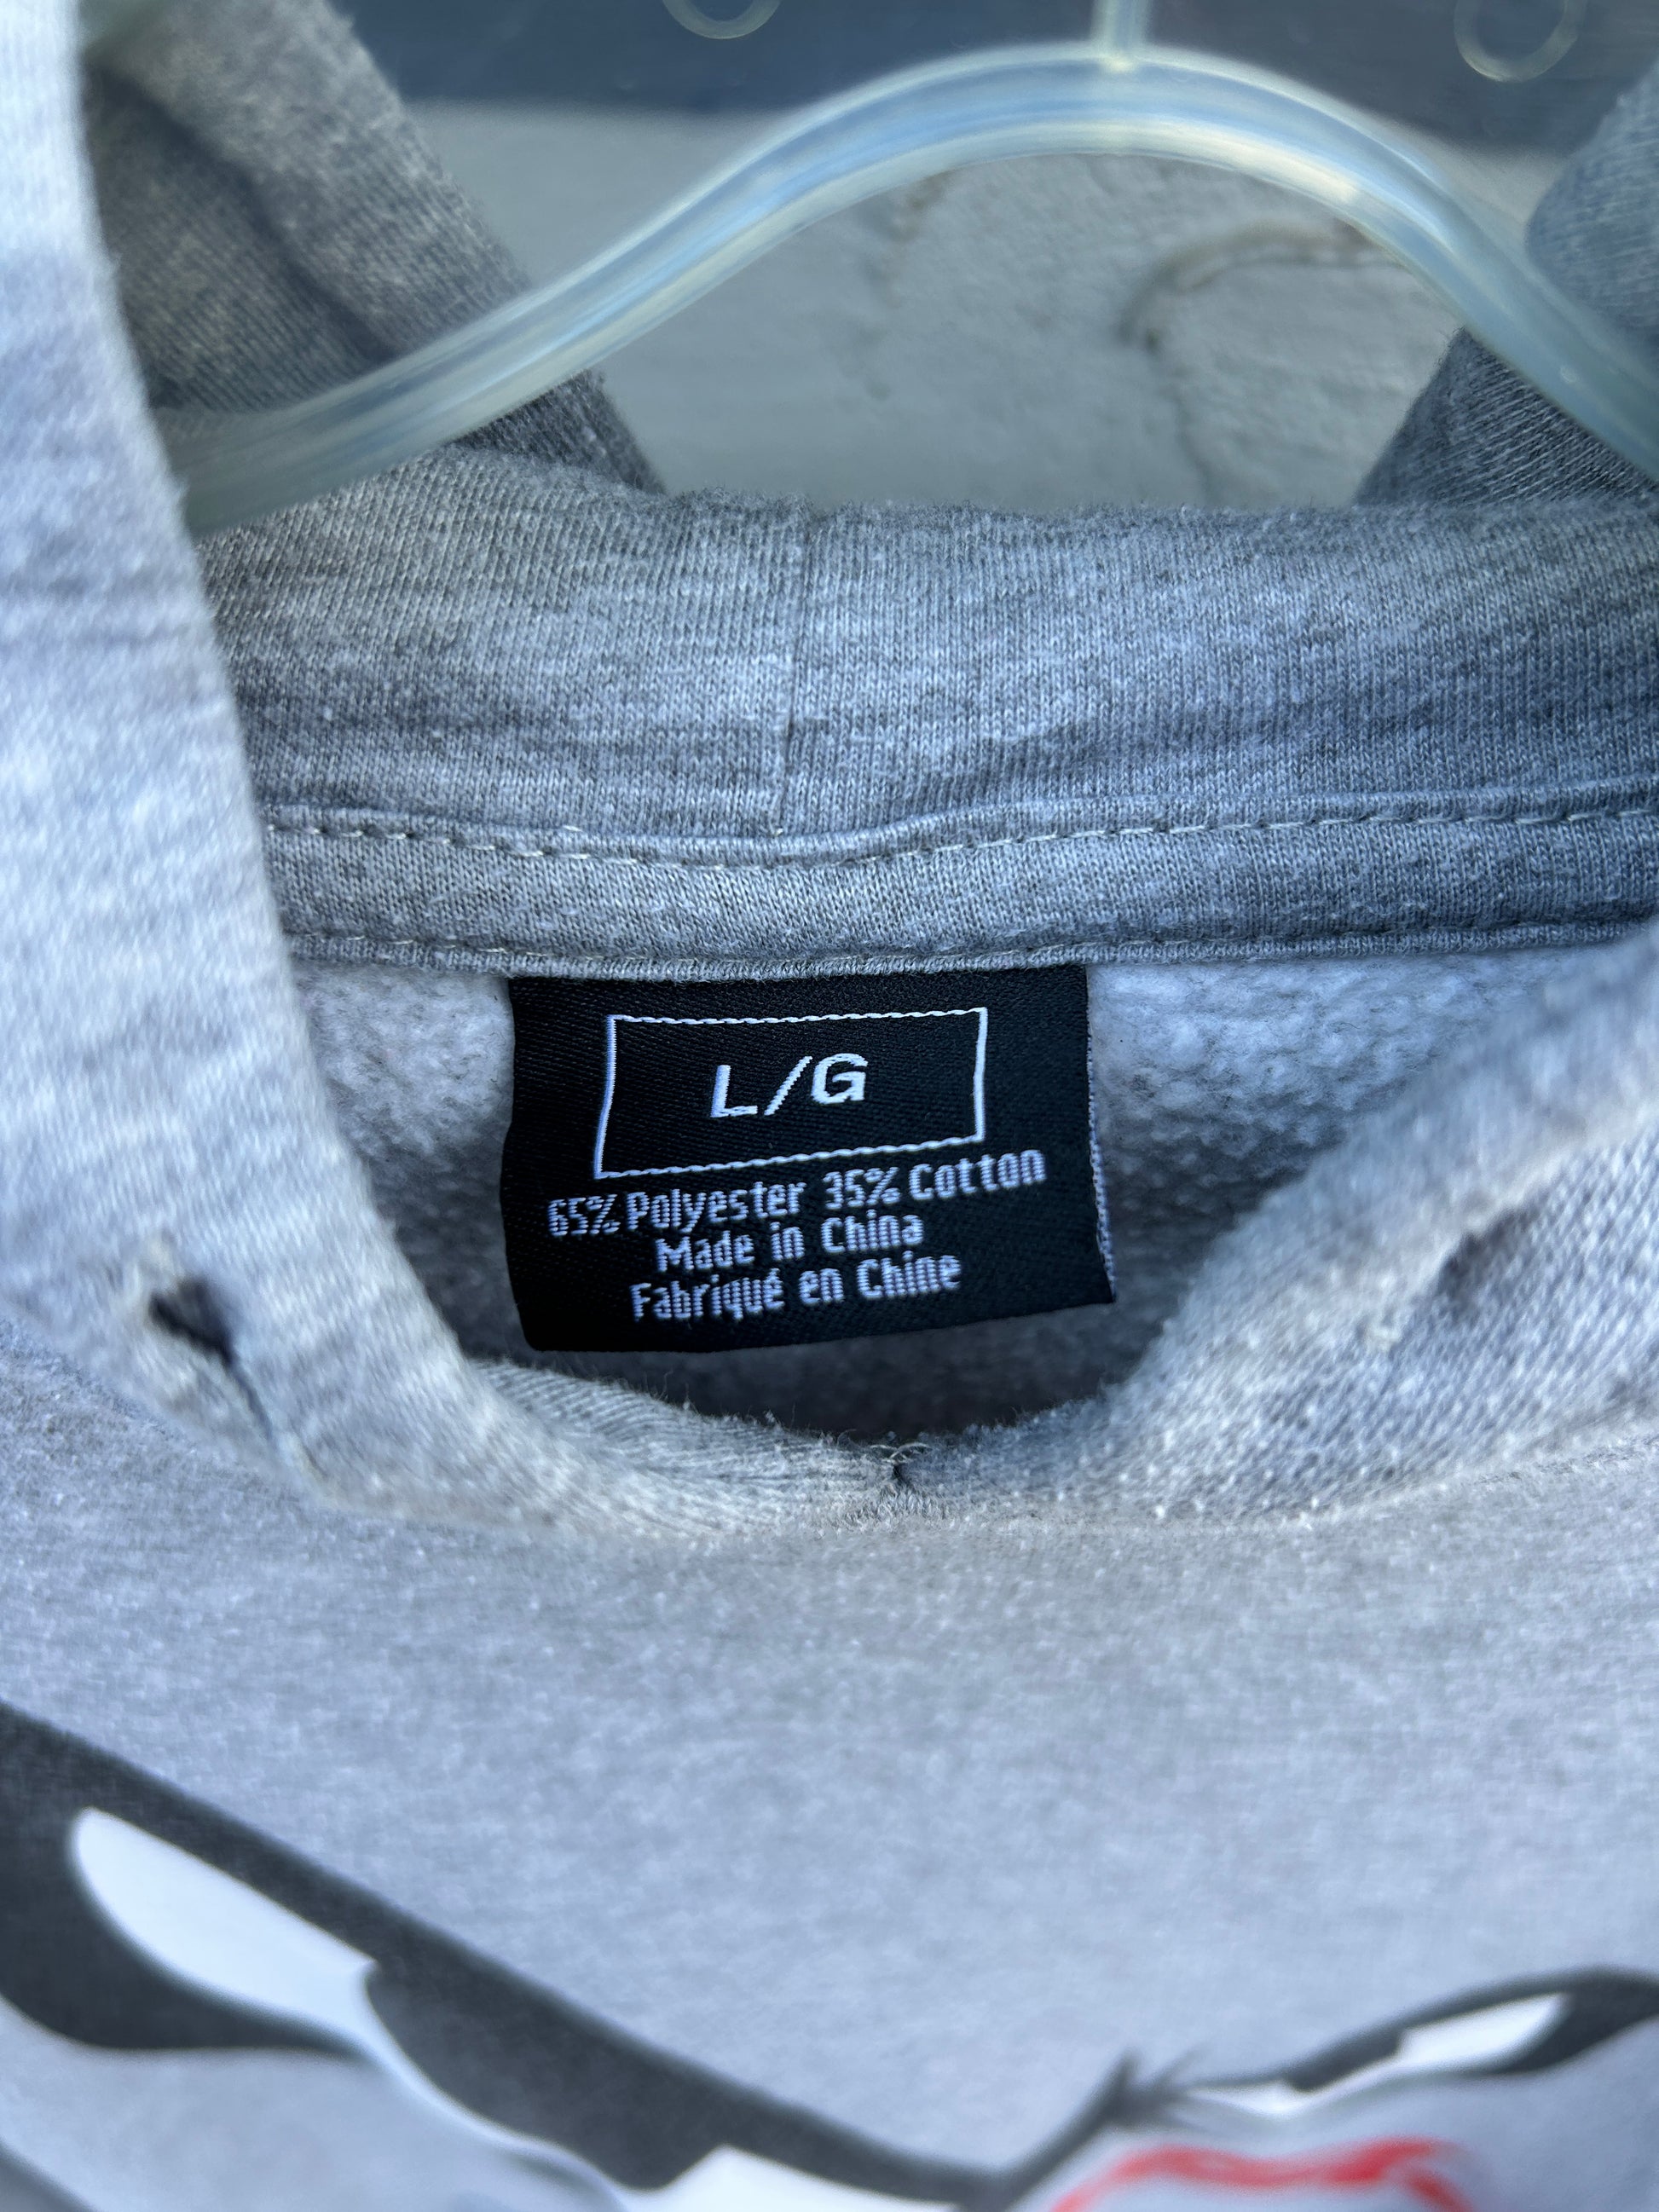 L/G
65% Polyester 35% Cotton
Made in China
Fabriqué en Chine